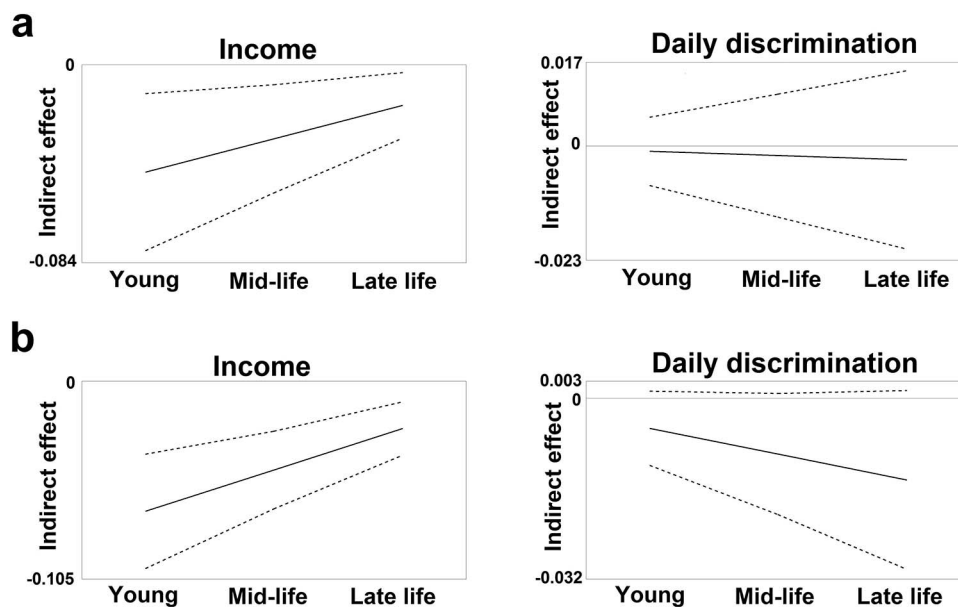 a
Income
Indirect effect
0
-0.084
Young Mid-life Late life
Daily discrimination
Indirect effect
0.017
0
-0.023
Young Mid-life Late life
b
Income
Indirect effect
0
-0.105
Young Mid-life Late life
Daily discrimination
Indirect effect
0.003
0
-0.032
Young Mid-life Late life